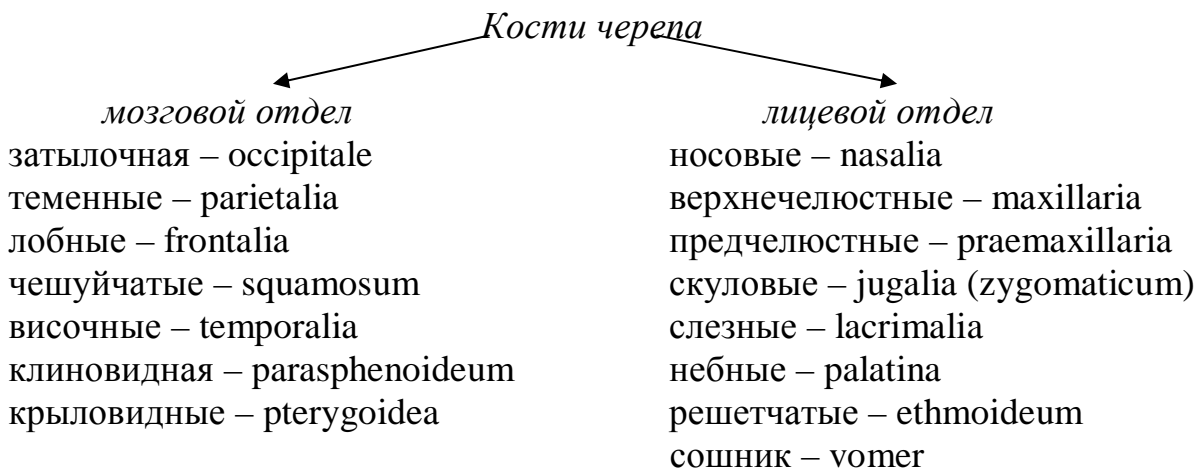 Кости черепа
мозговой отдел
затылочная – occipitale
теменные – parietalia
лобные – frontalia
чешуйчатые – squamosum
височные – temporalia
клиновидная – parasphenoideum
крыловидные – pterygoidea
лицевой отдел
носовые – nasalia
верхнечелюстные – maxillaria
предчелюстные – praemaxillaria
скуловые – jugalia (zygomaticum)
слезные – lacrimalia
небные – palatina
решетчатые – ethmoideum
сошник – vomer